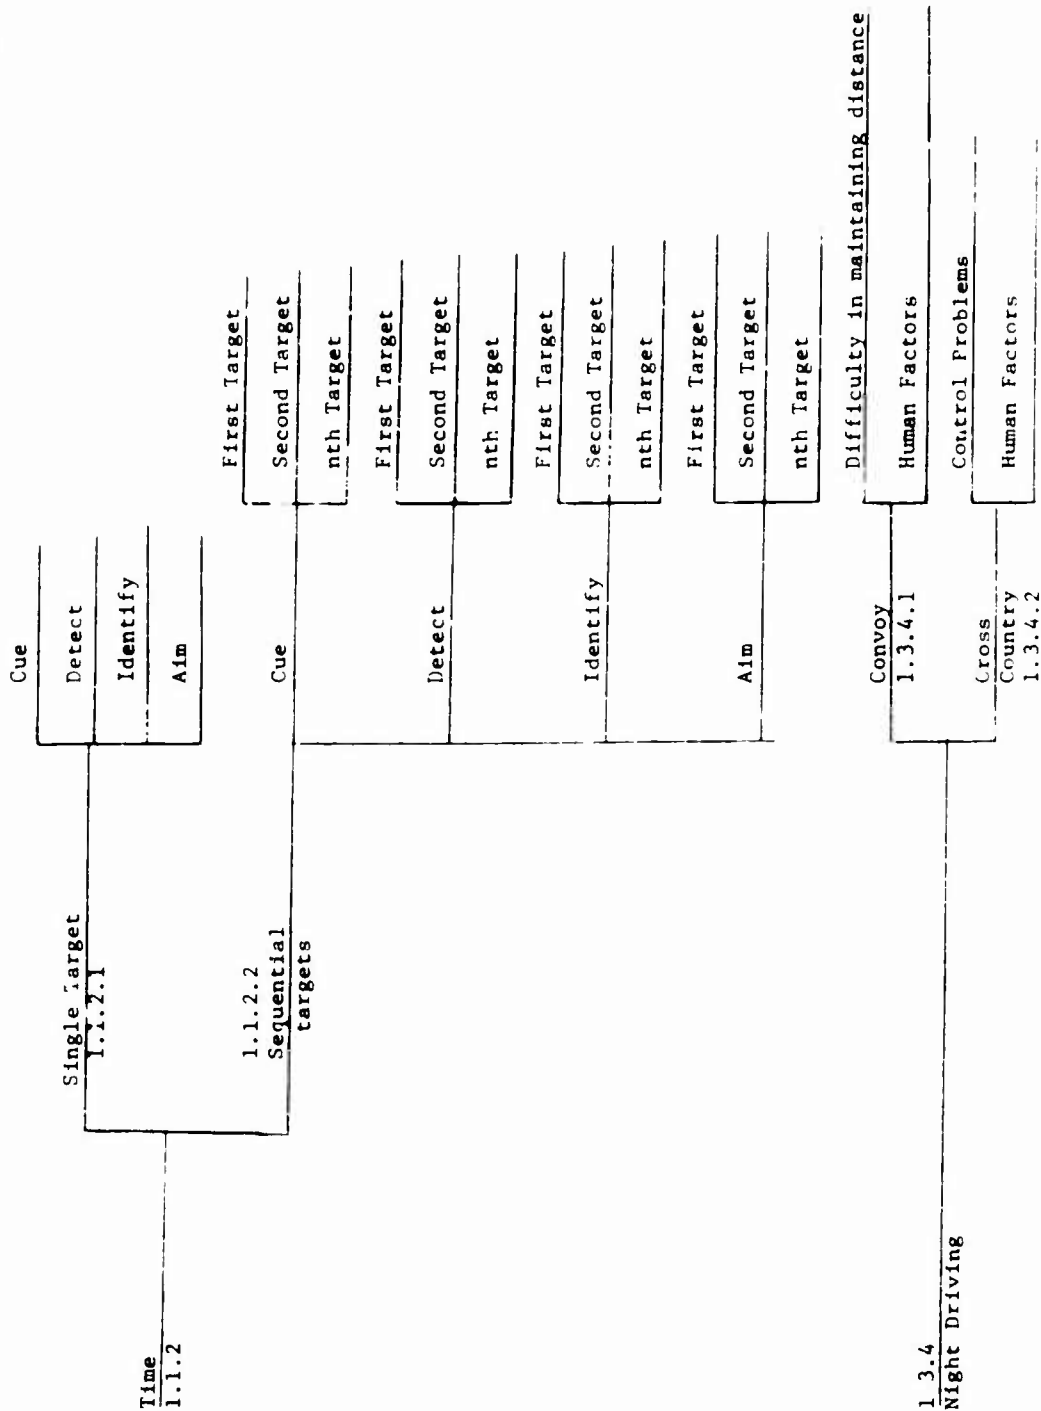 Time
1.1.2
Single Target
1.1.2.1
Cue
Detect
Identify
Aim
1.1.2.2
Sequential
targets
Cue
First Target
Second Target
nth Target
Detect
First Target
Second Target
nth Target
Identify
First Target
Second Target
nth Target
Aim
First Target
Second Target
nth Target
1 3.4
Night Driving
Convoy
1.3.4.1
Difficulty in maintaining distance
Human Factors
Cross
Country
1.3.4.2
Control Problems
Human Factors